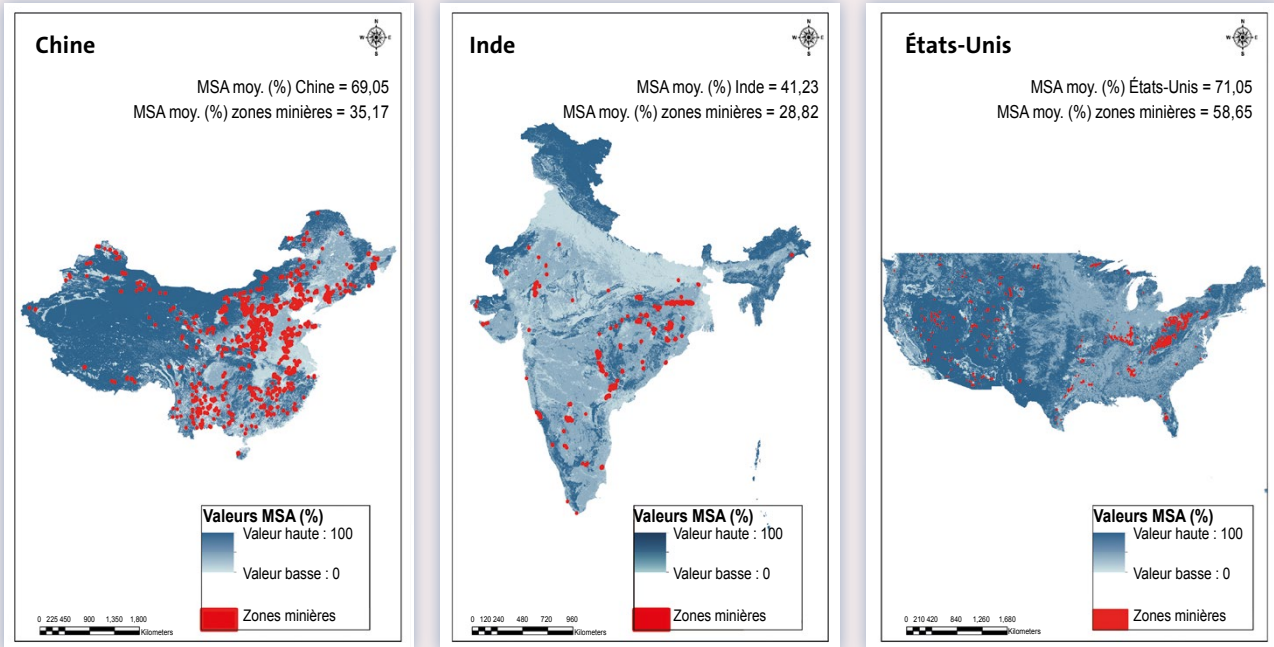 Chine
N
W E
S
MSA moy. (%) Chine = 69,05
MSA moy. (%) zones minières = 35,17
Valeurs MSA (%)
Valeur haute : 100
Valeur basse : 0
Zones minières
0 225 450 900 1,350 1,800
Kilometers
Inde
N
W E
S
MSA moy. (%) Inde = 41,23
MSA moy. (%) zones minières = 28,82
Valeurs MSA (%)
Valeur haute : 100
Valeur basse : 0
Zones minières
0 120 240 480 720 960
Kilometers
États-Unis
N
W E
S
MSA moy. (%) États-Unis = 71,05
MSA moy. (%) zones minières = 58,65
Valeurs MSA (%)
Valeur haute : 100
Valeur basse : 0
Zones minières
0 210 420 840 1,260 1,680
Kilometers